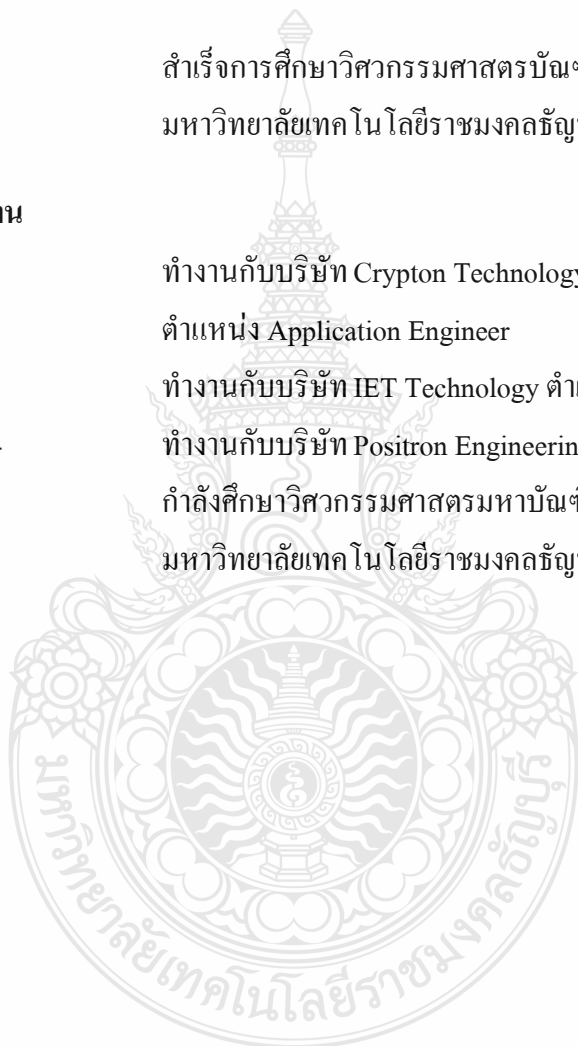 สำเร็จการศึกษาวิศวกรรมศาสตรบัณฑ
มหาวิทยาลัยเทคโนโลยีราชมงคลธัญ
าน
ทำงานกับบริษัท Crypton Technology
ตำแหน่ง Application Engineer
ทำงานกับบริษัท IET Technology ตำแ
ทำงานกับบริษัท Positron Engineerin
กำลังศึกษาวิศวกรรมศาสตรมหาบัณฑ
มหาวิทยาลัยเทคโนโลยีราชมงคลธัญ
มหาวิทยาลัยเทคโนโลยีราชมงคลธัญบุรี